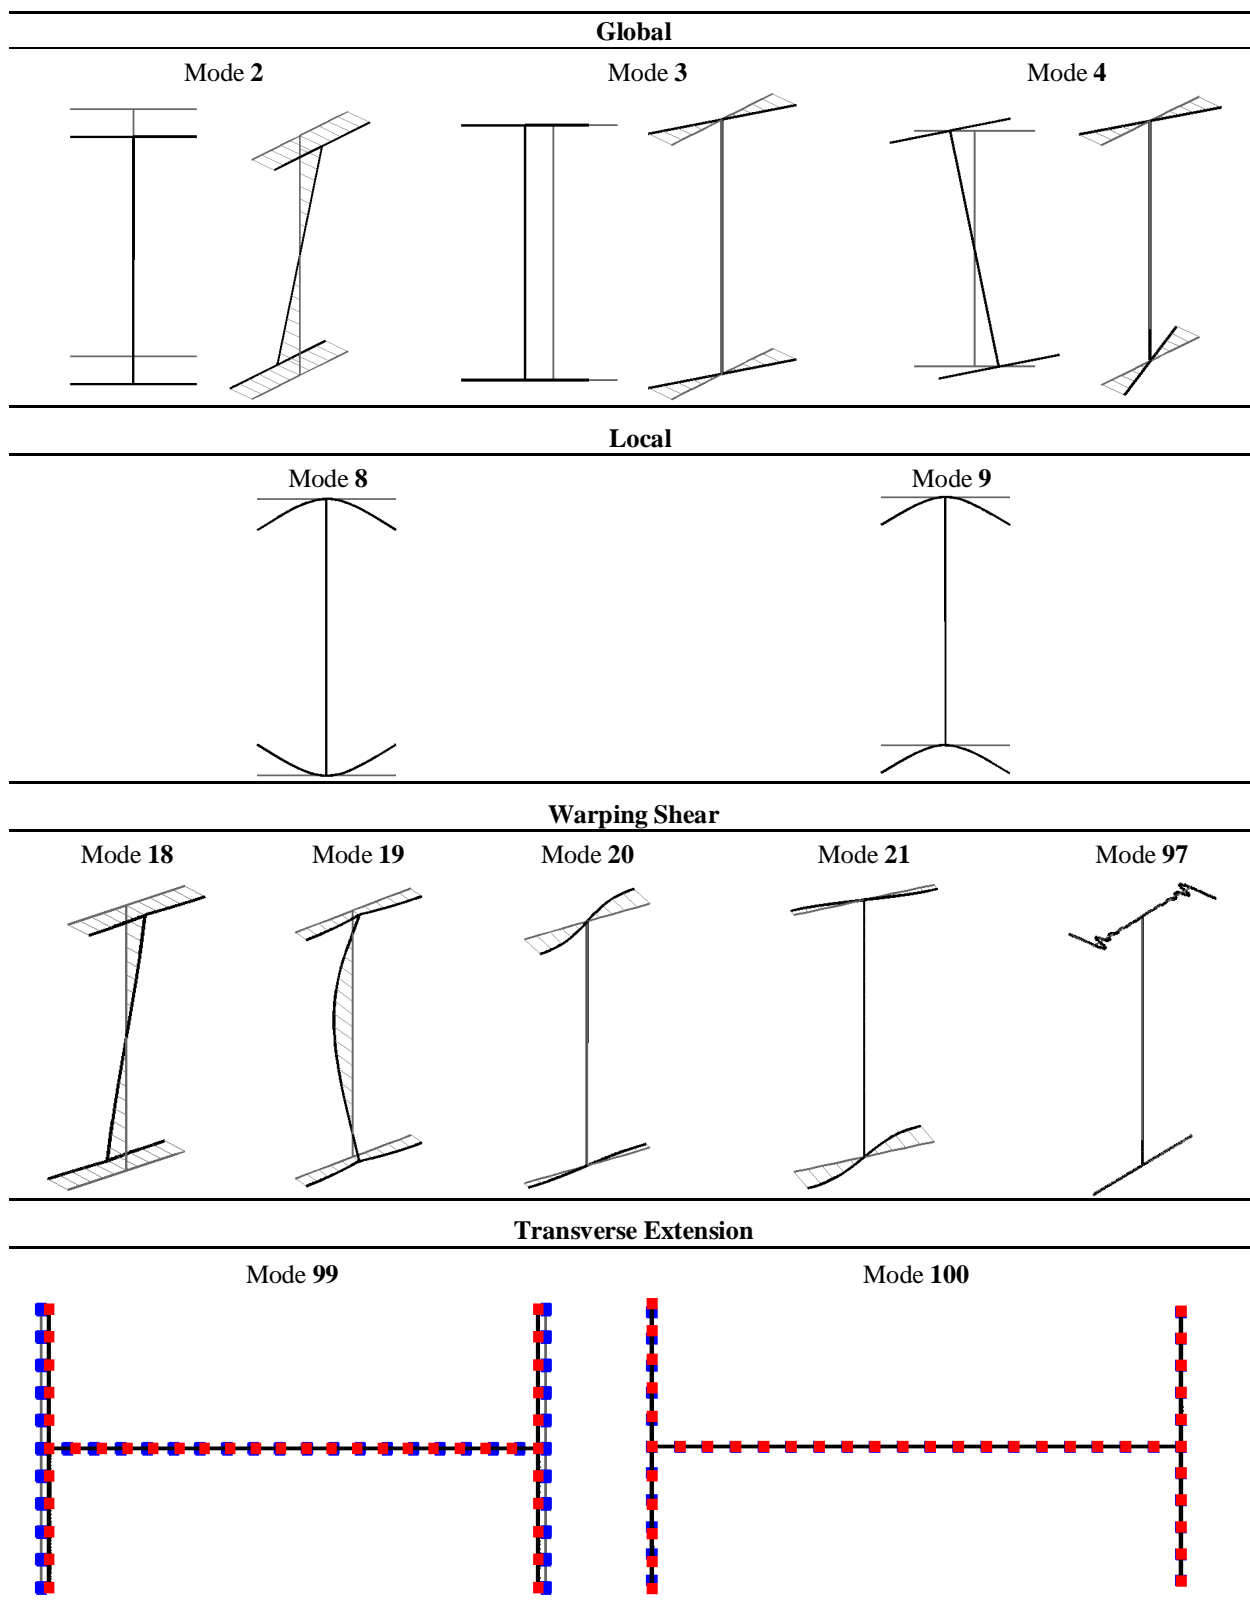 Global
Mode 2 Mode 3 Mode 4
Local
Mode 8 Mode 9
Warping Shear
Mode 18 Mode 19 Mode 20 Mode 21 Mode 97
Transverse Extension
Mode 99 Mode 100